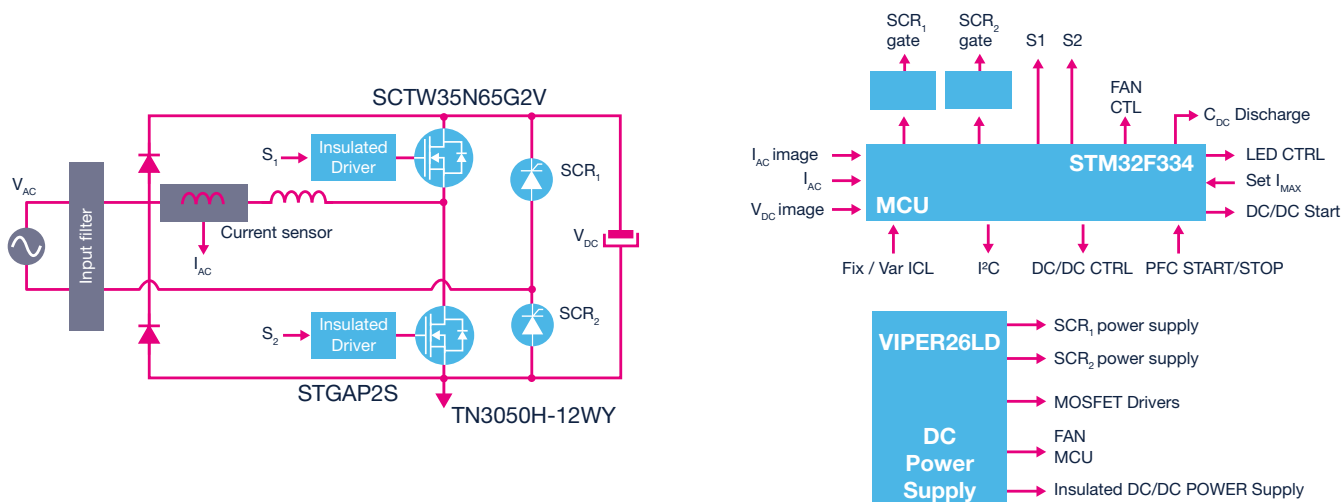 SCTW35N65G2V
S1
Insulated
Driver
SCR1
VAC
Input filter
Current sensor
IAC
VDC
S2
Insulated
Driver
SCR2
STGAP2S
TN3050H-12WY
SCR1
gate
SCR2
gate
S1
S2
FAN
CTL
CDC Discharge
IAC image
IAC
VDC image
STM32F334
MCU
LED CTRL
Set IMAX
DC/DC Start
Fix / Var ICL
I²C
DC/DC CTRL
PFC START/STOP
VIPER26LD
DC
Power
Supply
SCR1 power supply
SCR2 power supply
MOSFET Drivers
FAN
MCU
Insulated DC/DC POWER Supply